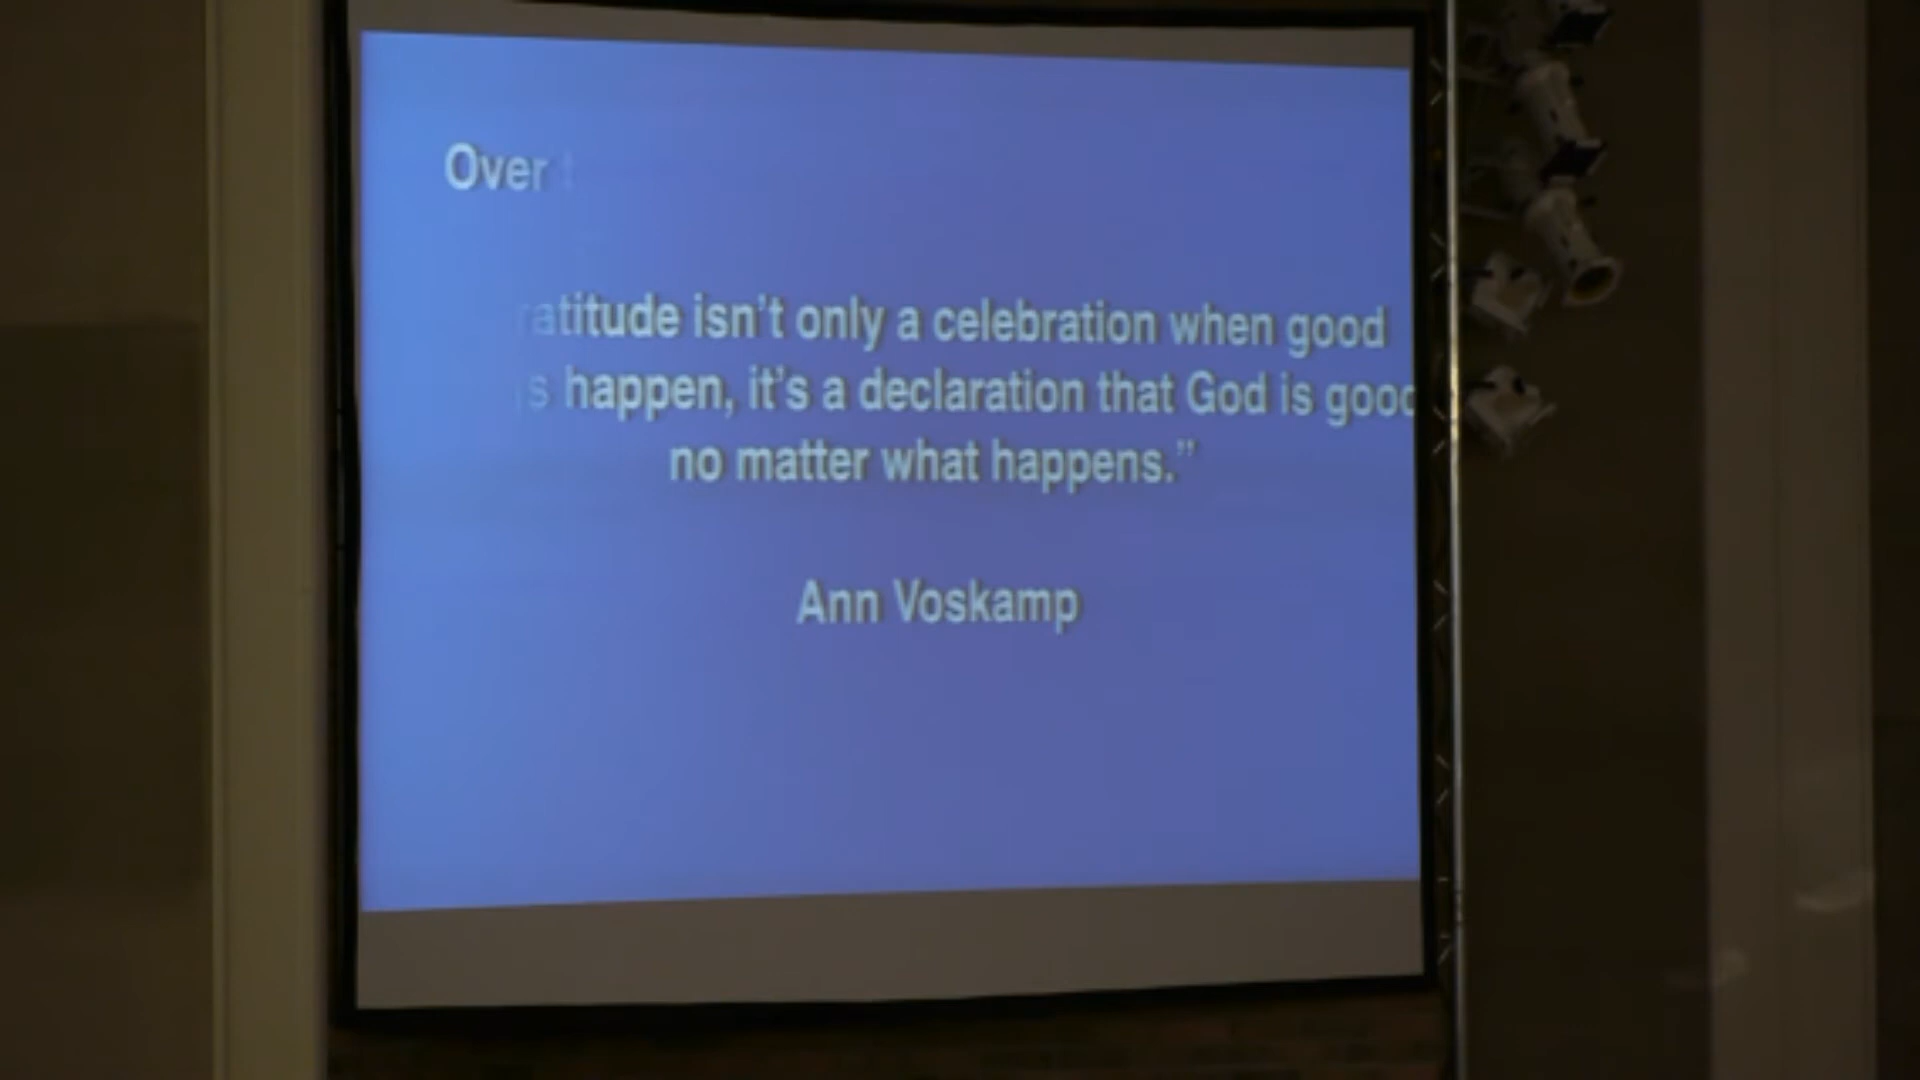 Over
isn't only a celebration when good
happen, it's a declaration that God is good
no matter what happens."
Ann Voskamp